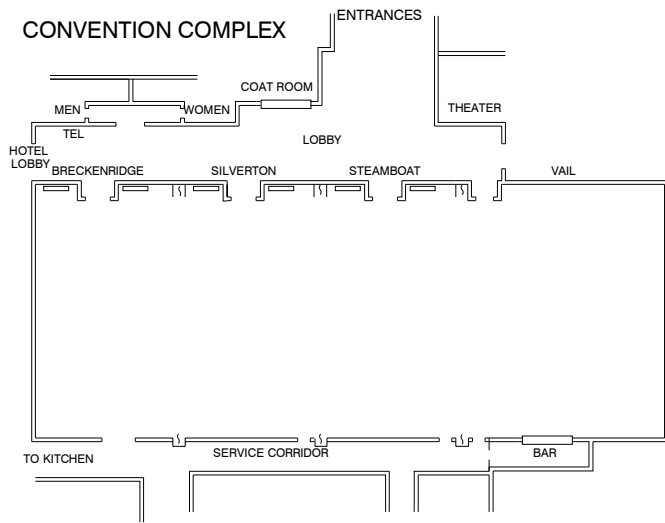 CONVENTION COMPLEX
ENTRANCES
COAT ROOM
MEN
WOMEN
THEATER
TEL
LOBBY
HOTEL
LOBBY
BRECKENRIDGE
SILVERTON
STEAMBOAT
VAIL
TO KITCHEN
SERVICE CORRIDOR
BAR